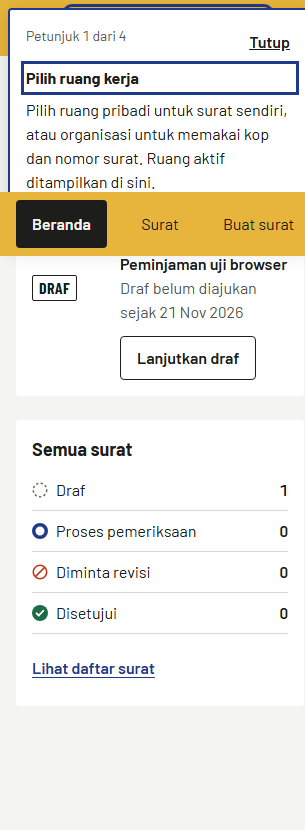 Petunjuk 1 dari 4
Tutup
Pilih ruang kerja
Pilih ruang pribadi untuk surat sendiri,
atau organisasi untuk memakai kop
dan nomor surat. Ruang aktif
ditampilkan di sini.
Beranda Surat Buat surat
Peminjaman uji browser
DRAF
Draf belum diajukan
sejak 21 Nov 2026
Lanjutkan draf
Semua surat
Draf 1
Proses pemeriksaan 0
Diminta revisi 0
Disetujui 0
Lihat daftar surat